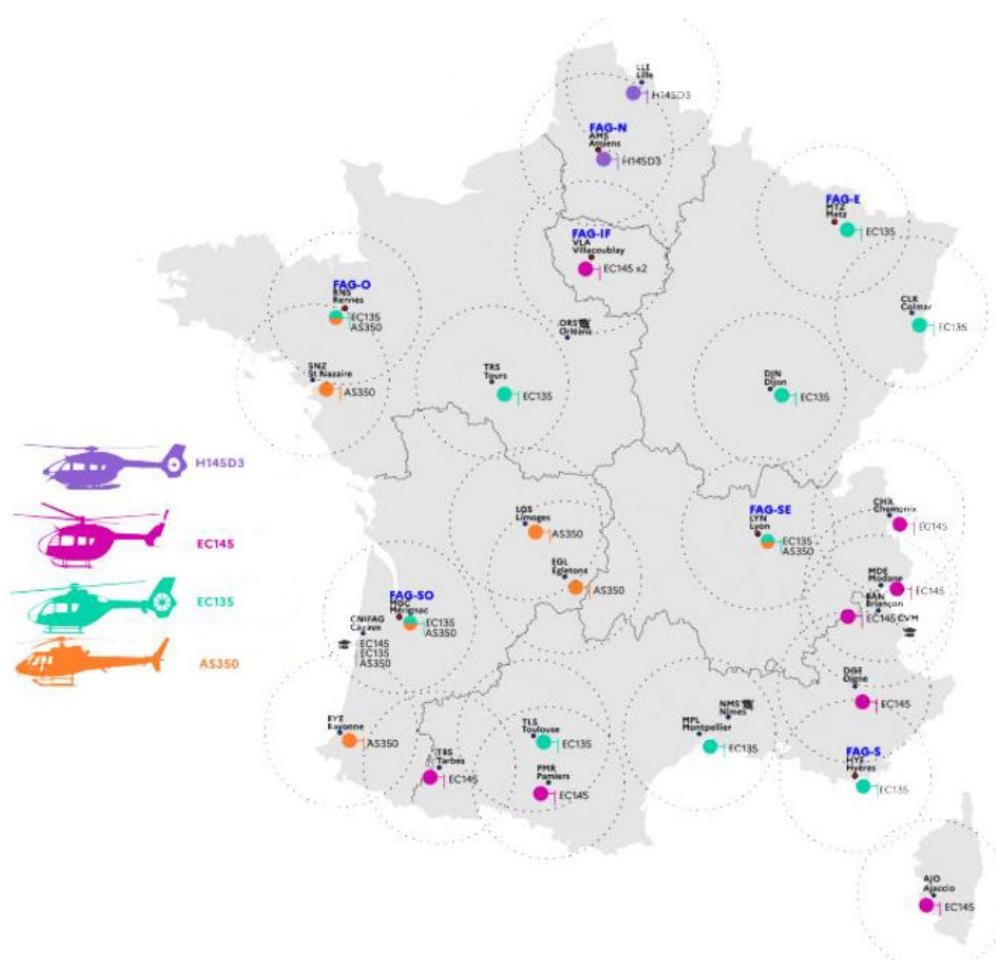 LLE
Lille
H145D3
FAG-N
AMS
Amiens
H145D3
FAG-E
MTZ
Metz
EC135
FAG-IF
VLA
Villacoublay
EC145 x2
FAG-O
RNS
Rennes
EC135
AS350
CLR
Colmar
EC135
ORS
Orléans
SNZ
St Nazaire
AS350
TRS
Tours
EC135
DJN
Dijon
EC135
H145D3
EC145
EC135
AS350
LGS
Limoges
AS350
EGL
Égletons
AS350
FAG-SE
LYN
Lyon
EC135
AS350
CHX
Chamonix
EC145
MDE
Modane
EC145
BAN
Briançon
EC145 CVM
FAG-SO
MGC
Mérignac
EC135
AS350
CNIFAG
Cazaux
EC145
EC135
AS350
DGE
Digne
EC145
BYE
Bayonne
AS350
TBS
Tarbes
EC145
TLS
Toulouse
EC135
PMR
Pamiers
EC145
MPL
Montpellier
EC135
NMS
Nîmes
FAG-S
HYE
Hyères
EC135
AJO
Ajaccio
EC145